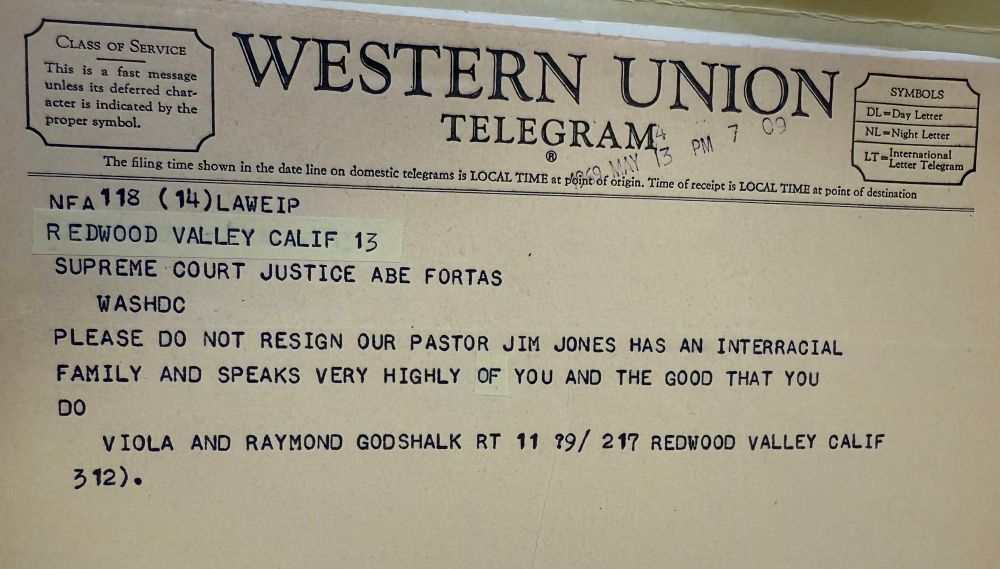 CLASS OF SERVICE
This is a fast message
unless its deferred char-
acter is indicated by the
proper symbol.
WESTERN UNION
TELEGRAM
®
4
1969 MAY 13 PM 7 09
SYMBOLS
DL=Day Letter
NL=Night Letter
LT=International Letter Telegram
The filing time shown in the date line on domestic telegrams is LOCAL TIME at point of origin. Time of receipt is LOCAL TIME at point of destination
NFA118 (14)LAWEIP
REDWOOD VALLEY CALIF 13
SUPREME COURT JUSTICE ABE FORTAS
WASHDC
PLEASE DO NOT RESIGN OUR PASTOR JIM JONES HAS AN INTERRACIAL
FAMILY AND SPEAKS VERY HIGHLY OF YOU AND THE GOOD THAT YOU
DO
VIOLA AND RAYMOND GODSHALK RT 11 ?9/ 217 REDWOOD VALLEY CALIF
312).